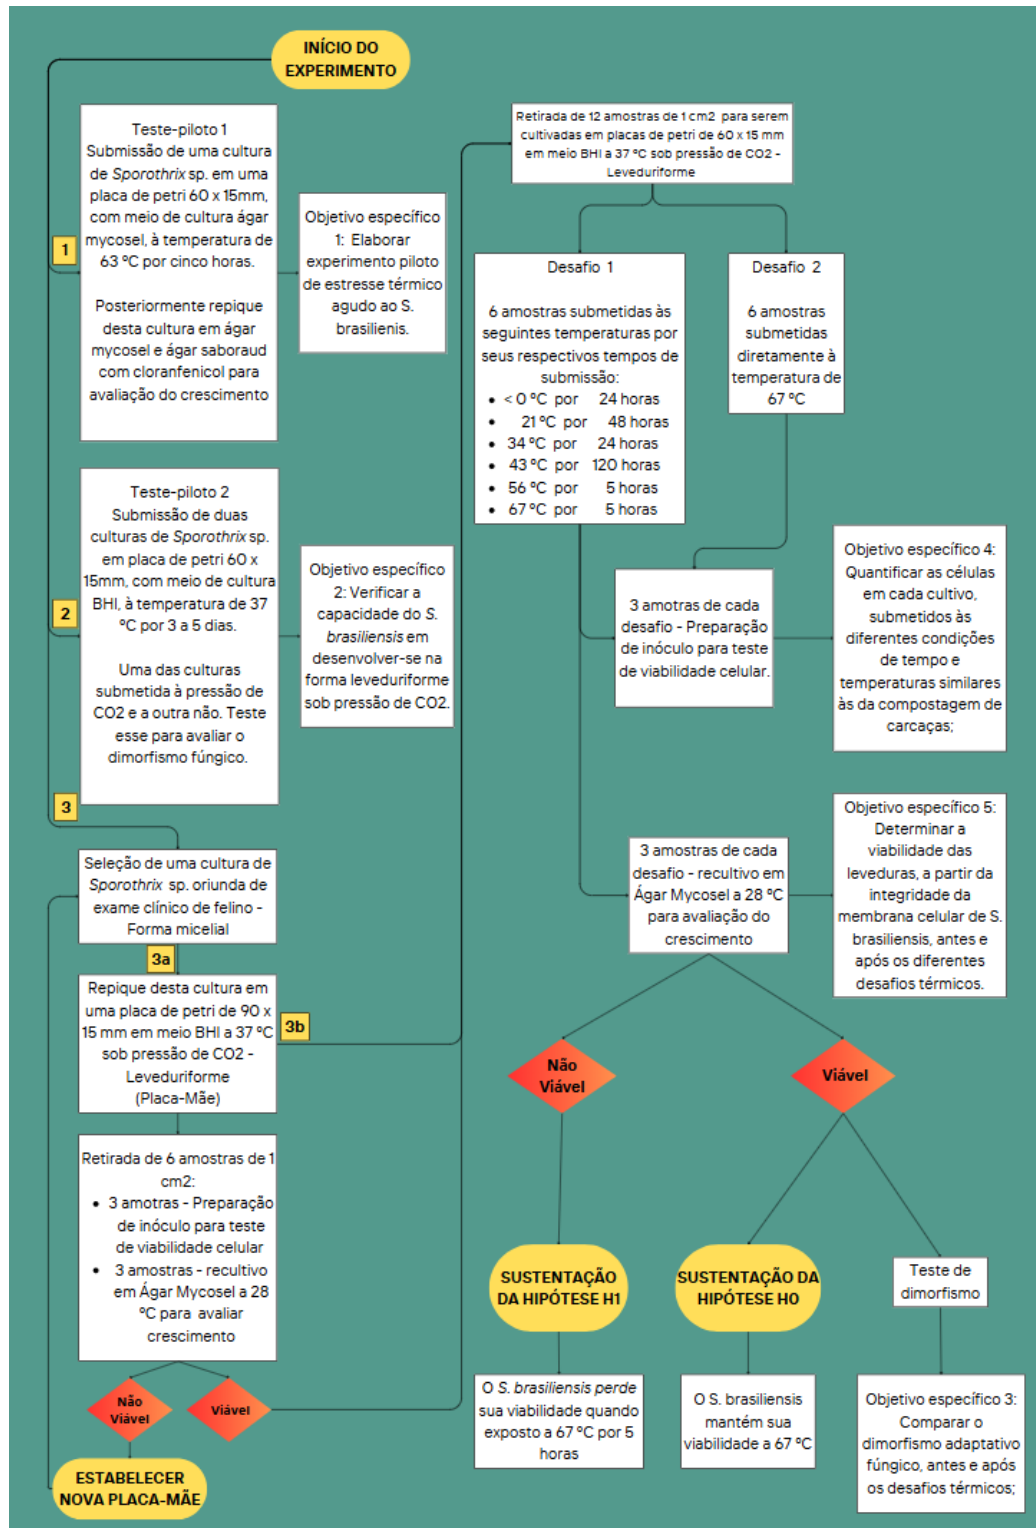 INÍCIO DO
EXPERIMENTO
Teste-piloto 1
Submissão de uma cultura
de Sporothrix sp. em uma
placa de petri 60 x 15mm,
com meio de cultura ágar
mycosel, à temperatura de
63 ºC por cinco horas.
Posteriormente repique
desta cultura em ágar
mycosel e ágar saboraud
com cloranfenicol para
avaliação do crescimento
1
Objetivo específico
1: Elaborar
experimento piloto
de estresse térmico
agudo ao S.
brasilienis.
Teste-piloto 2
Submissão de duas
culturas de Sporothrix sp.
em placa de petri 60 x
15mm, com meio de cultura
BHI, à temperatura de 37
ºC por 3 a 5 dias.
Uma das culturas
submetida à pressão de
CO2 e a outra não. Teste
esse para avaliar o
dimorfismo fúngico.
2
Objetivo específico
2: Verificar a
capacidade do S.
brasiliensis em
desenvolver-se na
forma leveduriforme
sob pressão de CO2.
3
Seleção de uma cultura de
Sporothrix sp. oriunda de
exame clínico de felino -
Forma micelial
3a
Repique desta cultura em
uma placa de petri de 90 x
15 mm em meio BHI a 37 ºC
sob pressão de CO2 -
Leveduriforme
(Placa-Mãe)
3b
Retirada de 6 amostras de 1
cm2:
• 3 amotras - Preparação
de inóculo para teste
de viabilidade celular
• 3 amostras - recultivo
em Ágar Mycosel a 28
ºC para avaliar
crescimento
Não
Viável
Viável
ESTABELECER
NOVA PLACA-MÃE
Retirada de 12 amostras de 1 cm2 para serem
cultivadas em placas de petri de 60 x 15 mm
em meio BHI a 37 ºC sob pressão de CO2 -
Leveduriforme
Desafio 1
6 amostras submetidas às
seguintes temperaturas por
seus respectivos tempos de
submissão:
• < 0 ºC por 24 horas
• 21 ºC por 48 horas
• 34 ºC por 24 horas
• 43 ºC por 120 horas
• 56 ºC por 5 horas
• 67 ºC por 5 horas
Desafio 2
6 amostras
submetidas
diretamente à
temperatura de
67 ºC
3 amotras de cada
desafio - Preparação
de inóculo para teste
de viabilidade celular.
Objetivo específico 4:
Quantificar as células
em cada cultivo,
submetidos às
diferentes condições
de tempo e
temperaturas similares
às da compostagem de
carcaças;
3 amostras de cada
desafio - recultivo em
Ágar Mycosel a 28 ºC
para avaliação do
crescimento
Objetivo específico 5:
Determinar a
viabilidade das
leveduras, a partir da
integridade da
membrana celular de S.
brasiliensis, antes e
após os diferentes
desafios térmicos.
Não
Viável
Viável
SUSTENTAÇÃO
DA HIPÓTESE H1
SUSTENTAÇÃO DA
HIPÓTESE H0
Teste de
dimorfismo
O S. brasiliensis perde
sua viabilidade quando
exposto a 67 ºC por 5
horas
O S. brasiliensis
mantém sua
viabilidade a 67 ºC
Objetivo específico 3:
Comparar o
dimorfismo adaptativo
fúngico, antes e após
os desafios térmicos;